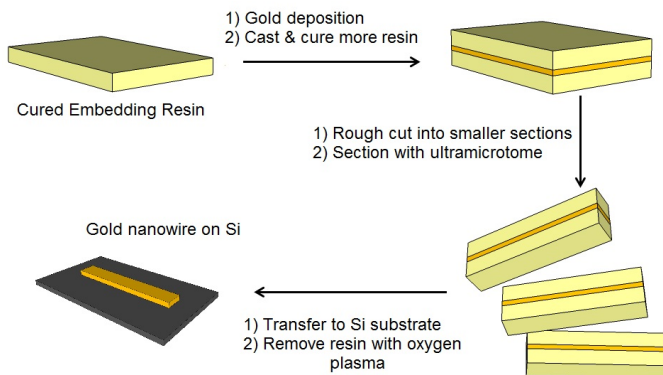 1) Gold deposition
2) Cast & cure more resin
Cured Embedding Resin
1) Rough cut into smaller sections
2) Section with ultramicrotome
Gold nanowire on Si
1) Transfer to Si substrate
2) Remove resin with oxygen
plasma